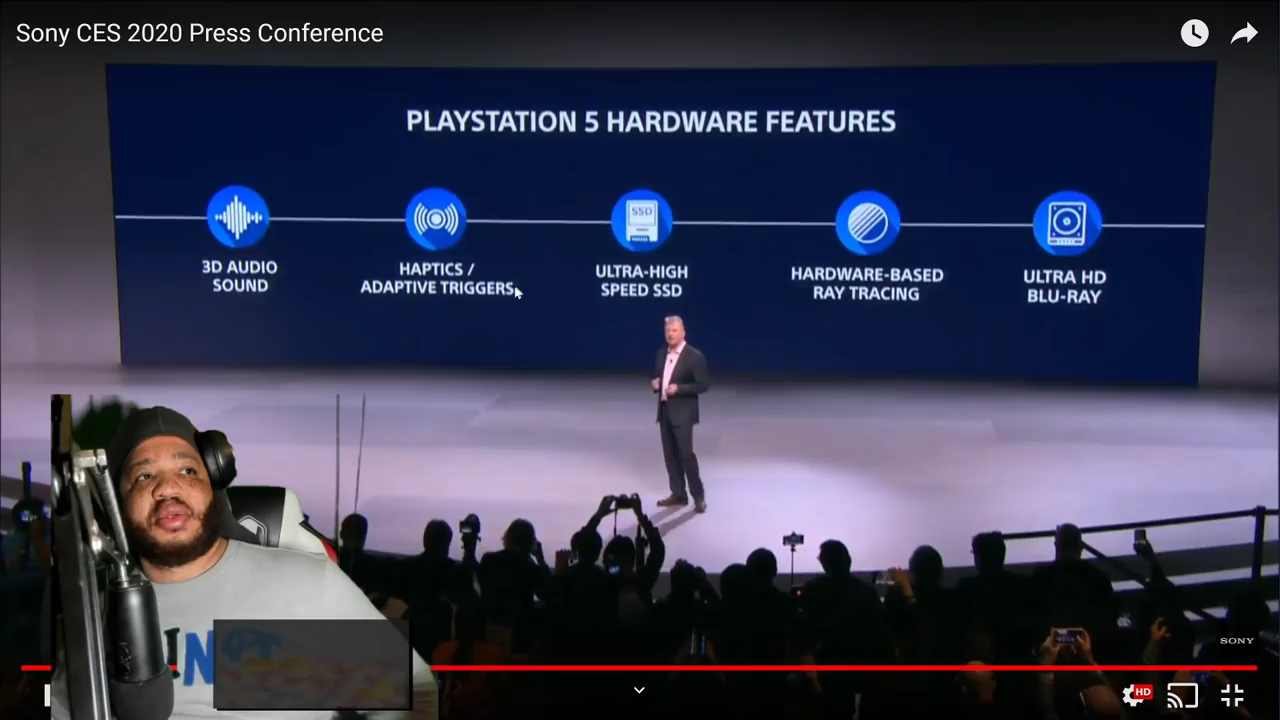 Sony CES 2020 Press Conference
PLAYSTATION 5 HARDWARE FEATURES
3D AUDIO
SOUND
HAPTICS /
ADAPTIVE TRIGGERS
SSD
ULTRA-HIGH
SPEED SSD
HARDWARE-BASED
RAY TRACING
ULTRA HD
BLU-RAY
SONY
HD